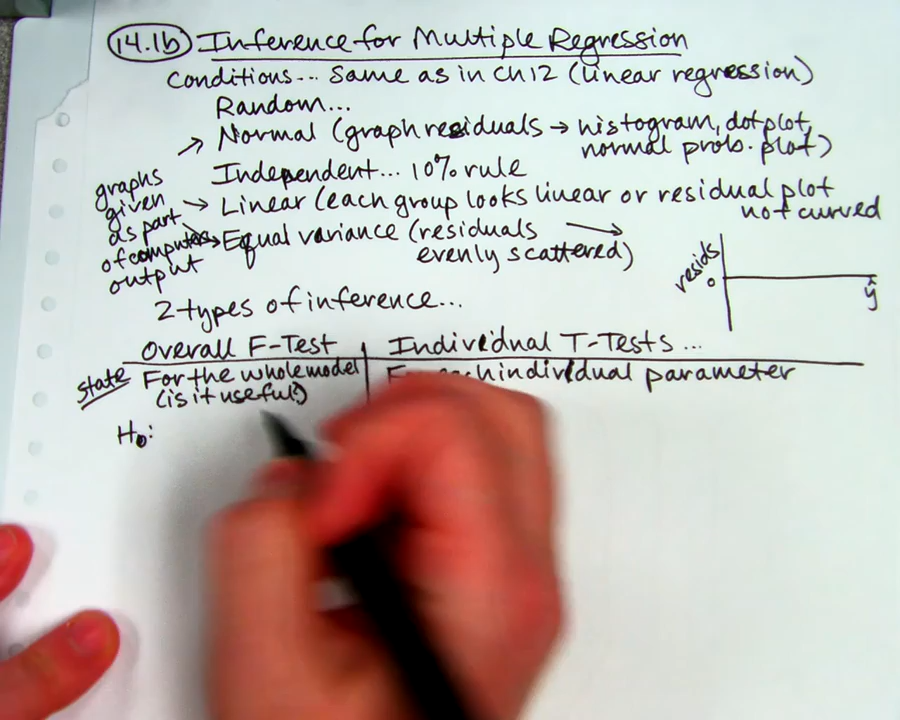 14.1b Inference for Multiple Regression
Conditions... Same as in Ch12 (linear regression)
Random...
→ Normal (graph residuals → histogram, dotplot,
normal prob. plot)
Independent... 10% rule
graphs
given
as part
of computer
output
→ Linear (each group looks linear or residual plot
not curved
→ Equal variance (residuals
evenly scattered)
resids
0
ŷ
2 types of inference...
Overall F-Test
Individual T-Tests ...
State
For the whole model
(is it useful?)
individual parameter
H₀: